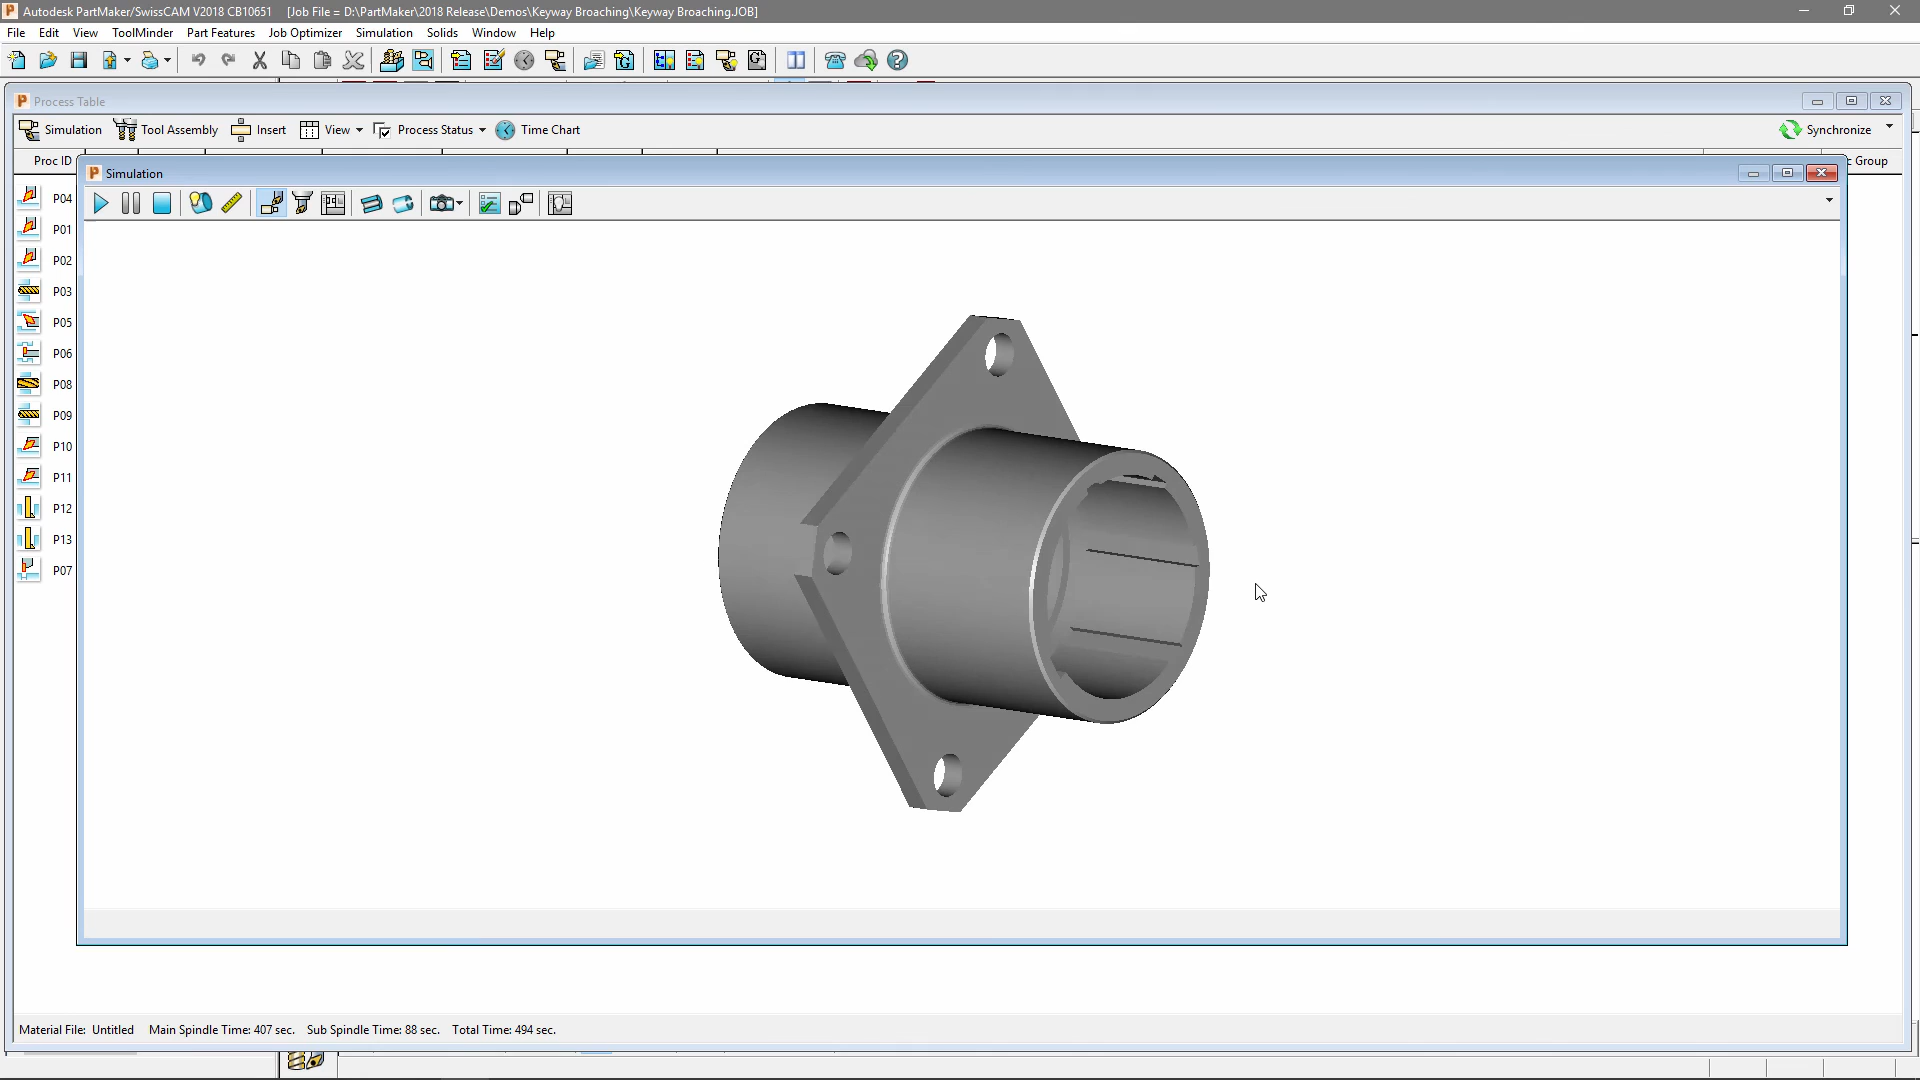 Autodesk PartMaker/SwissCAM V2018 CB10651 [Job File = D:\PartMaker\2018 Release\Demos\Keyway Broaching\Keyway Broaching.JOB]
File Edit View ToolMinder Part Features Job Optimizer Simulation Solids Window Help
Process Table
Simulation Tool Assembly Insert View Process Status Time Chart Synchronize
Proc ID
Group
Simulation
P04
P01
P02
P03
P05
P06
P08
P09
P10
P11
P12
P13
P07
Material File: Untitled Main Spindle Time: 407 sec. Sub Spindle Time: 88 sec. Total Time: 494 sec.